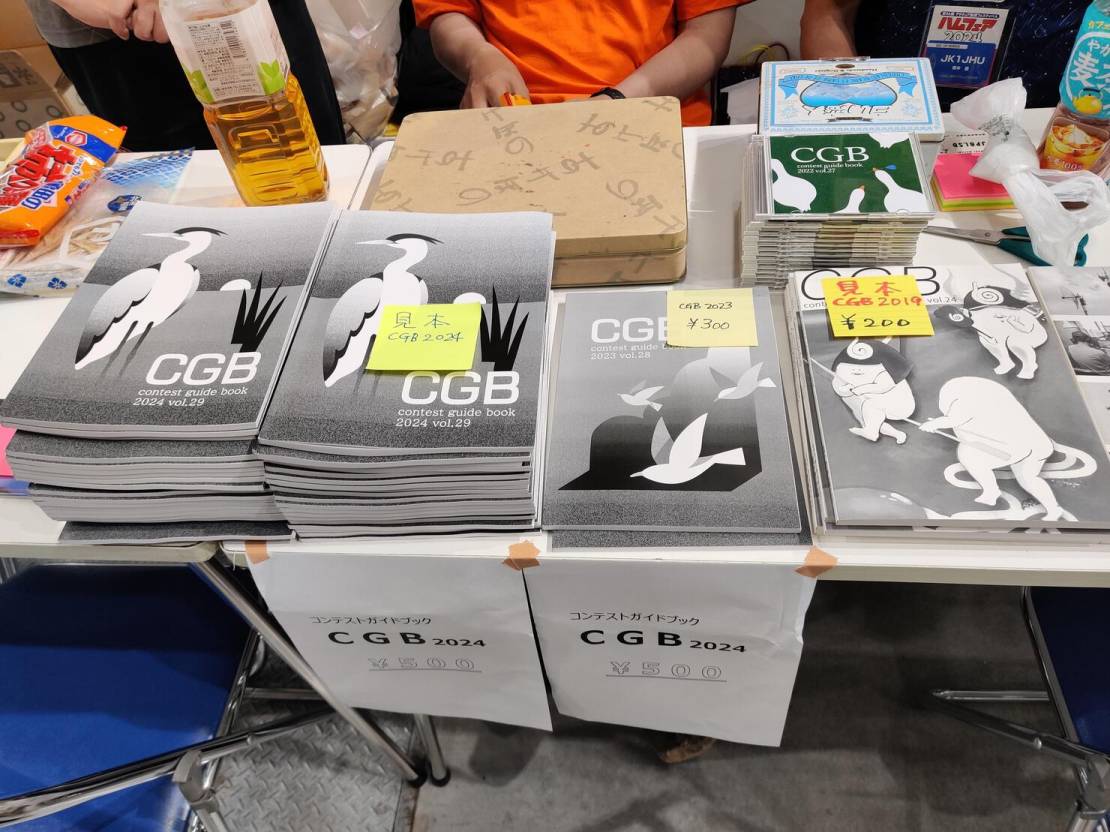 ハムフェア
2024
JK1JHU
CGB
contest guide book
2022 vol.27
CGB
contest guide book
2024 vol.29
見本
CGB 2024
CGB
contest guide book
2024 vol.29
CGB 2023
¥300
CG
contest guide
2023 vol.28
見本
CGB 2019
¥200
CGB
vol.24
コンテストガイドブック
CGB 2024
¥500
コンテストガイドブック
CGB 2024
¥500